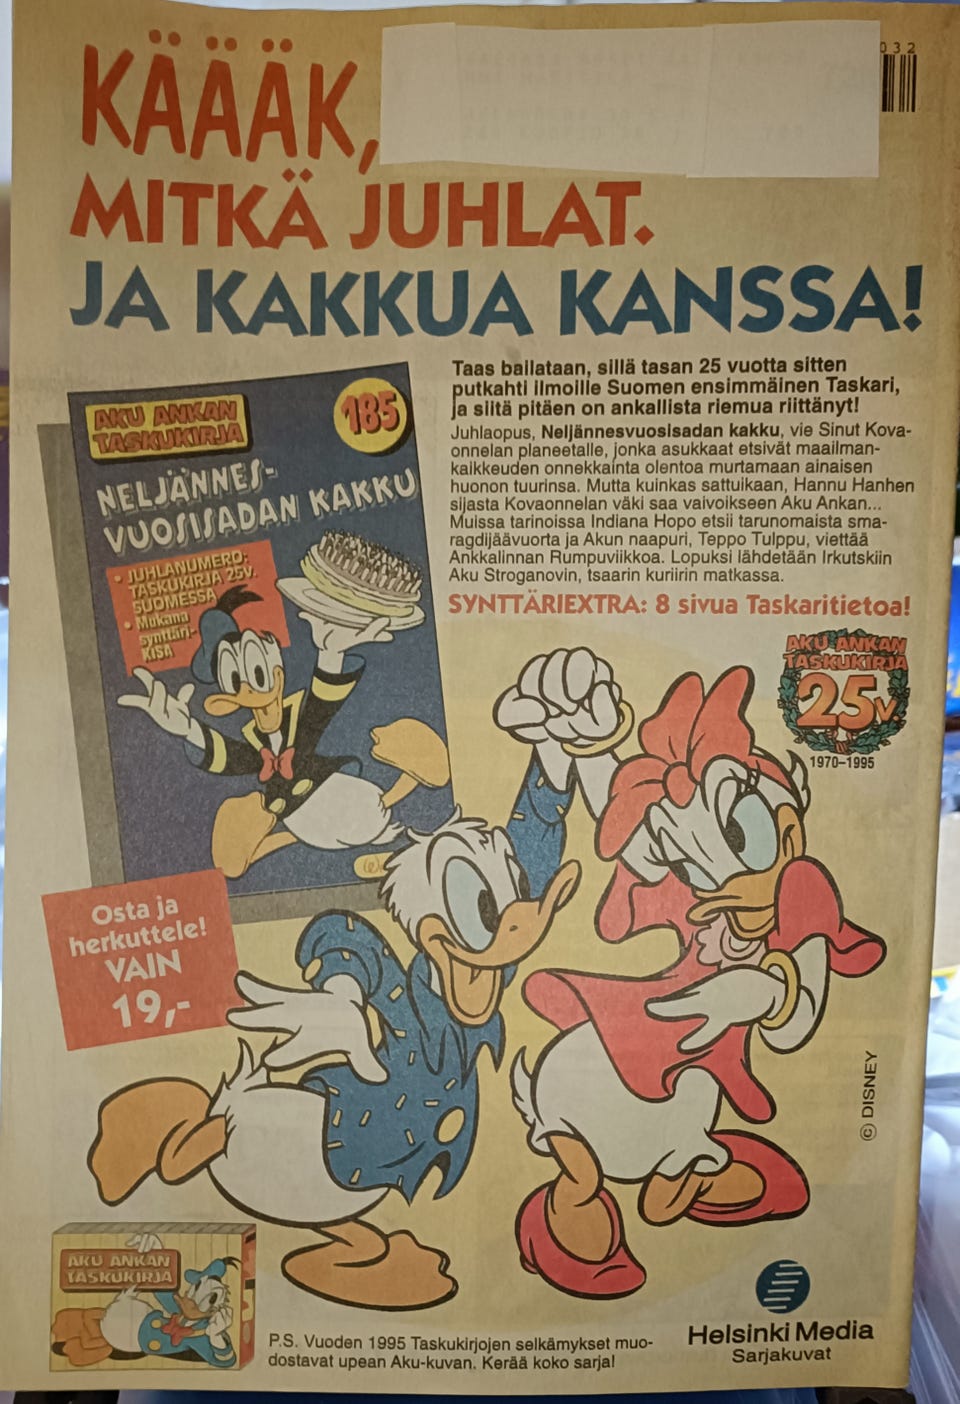 032
KÄÄÄK,
MITKÄ JUHLAT.
JA KAKKUA KANSSA!
Taas bailataan, sillä tasan 25 vuotta sitten
putkahti ilmoille Suomen ensimmäinen Taskari,
ja siitä pitäen on ankallista riemua riittänyt!
Juhlaopus, Neljännesvuosisadan kakku, vie Sinut Kova-
onnelan planeetalle, jonka asukkaat etsivät maailman-
kaikkeuden onnekkainta olentoa murtamaan ainaisen
huonon tuurinsa. Mutta kuinkas sattuikaan, Hannu Hanhen
sijasta Kovaonnelan väki saa vaivoikseen Aku Ankan...
Muissa tarinoissa Indiana Hopo etsii tarunomaista sma-
ragdijäävuorta ja Akun naapuri, Teppo Tulppu, viettää
Ankkalinnan Rumpuviikkoa. Lopuksi lähdetään Irkutskiin
Aku Stroganovin, tsaarin kuriirin matkassa.
SYNTTÄRIEXTRA: 8 sivua Taskaritietoa!
AKU ANKAN
TASKUKIRJA
185
NELJÄNNES-
VUOSISADAN KAKKU
• JUHLANUMERO:
TASKUKIRJA 25V.
SUOMESSA
• Mukana
synttäri-
KISA
AKU ANKAN
TASKUKIRJA
25V.
1970–1995
Osta ja
herkuttele!
VAIN
19,-
© DISNEY
AKU ANKAN
TASKUKIRJA
P.S. Vuoden 1995 Taskukirjojen selkämykset muo-
dostavat upean Aku-kuvan. Kerää koko sarja!
Helsinki Media
Sarjakuvat